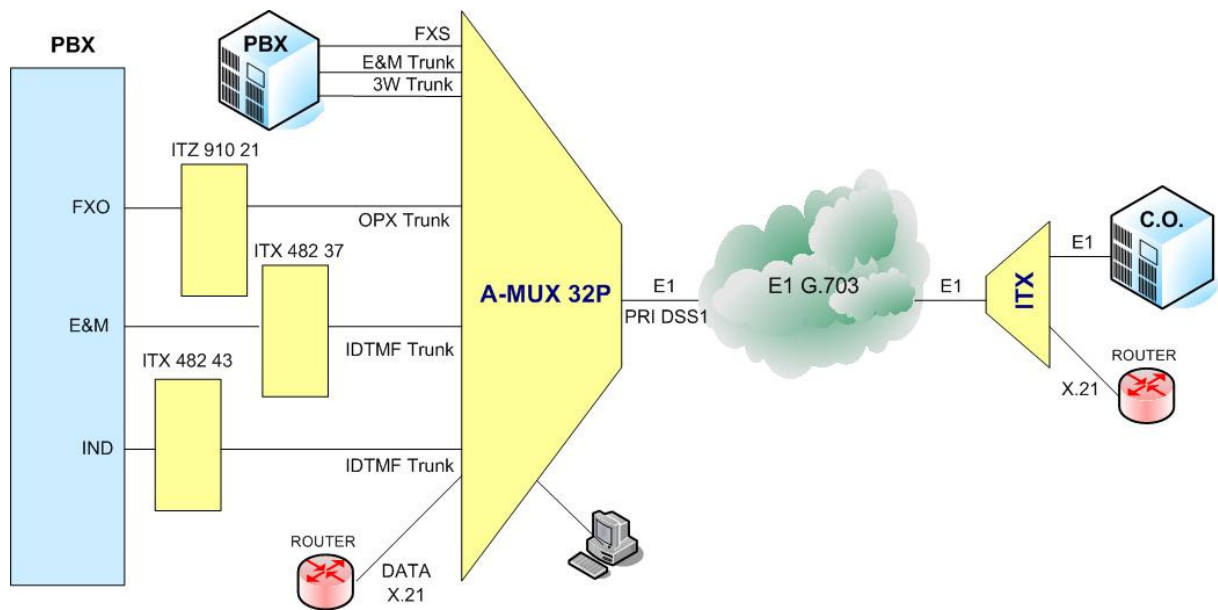 PBX
PBX
FXS
E&M Trunk
3W Trunk
ITZ 910 21
FXO
OPX Trunk
ITX 482 37
E&M
IDTMF Trunk
ITX 482 43
IND
IDTMF Trunk
ROUTER
DATA
X.21
A-MUX 32P
E1
PRI DSS1
E1 G.703
E1
ITX
E1
C.O.
X.21
ROUTER